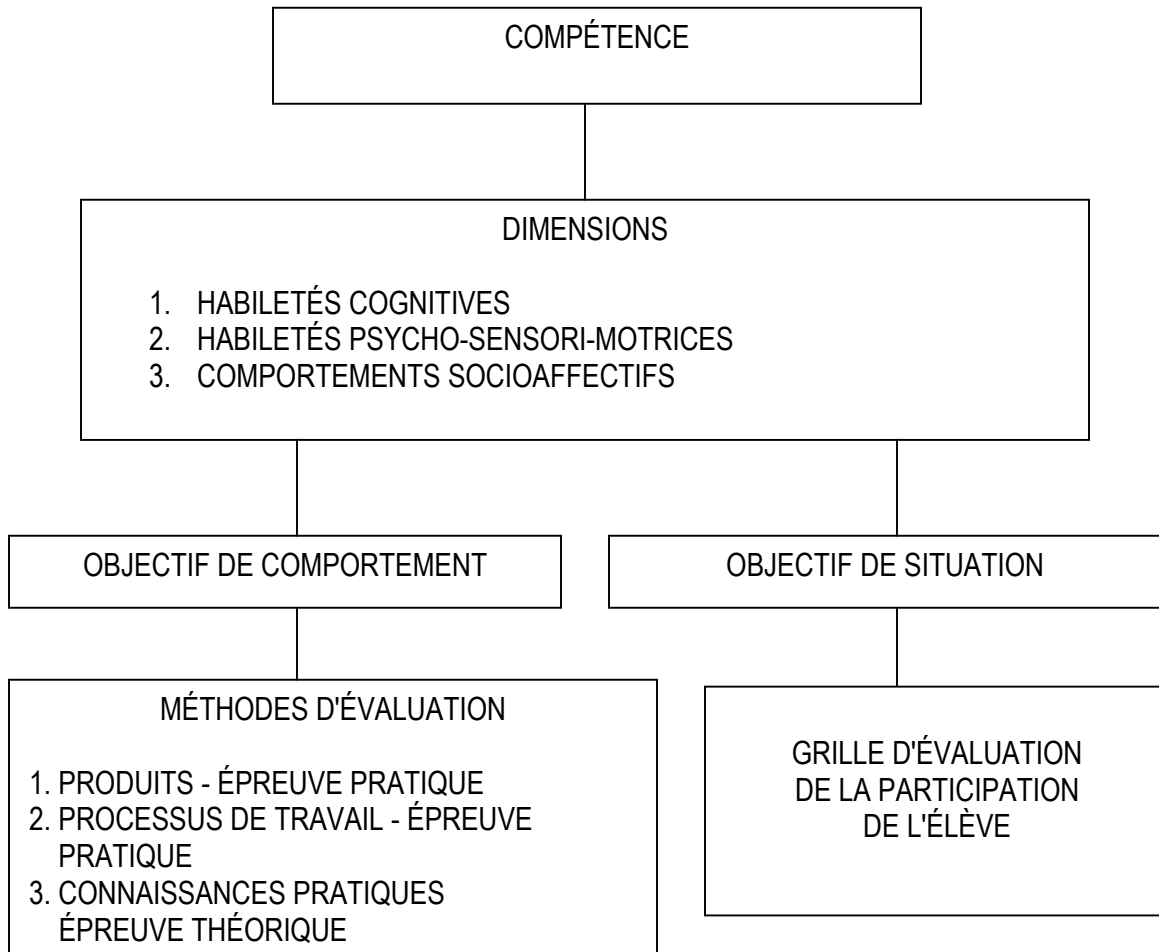 COMPÉTENCE
DIMENSIONS
1. HABILETÉS COGNITIVES
2. HABILETÉS PSYCHO-SENSORI-MOTRICES
3. COMPORTEMENTS SOCIOAFFECTIFS
OBJECTIF DE COMPORTEMENT
OBJECTIF DE SITUATION
MÉTHODES D'ÉVALUATION
1. PRODUITS - ÉPREUVE PRATIQUE
2. PROCESSUS DE TRAVAIL - ÉPREUVE
PRATIQUE
3. CONNAISSANCES PRATIQUES
ÉPREUVE THÉORIQUE
GRILLE D'ÉVALUATION
DE LA PARTICIPATION
DE L'ÉLÈVE